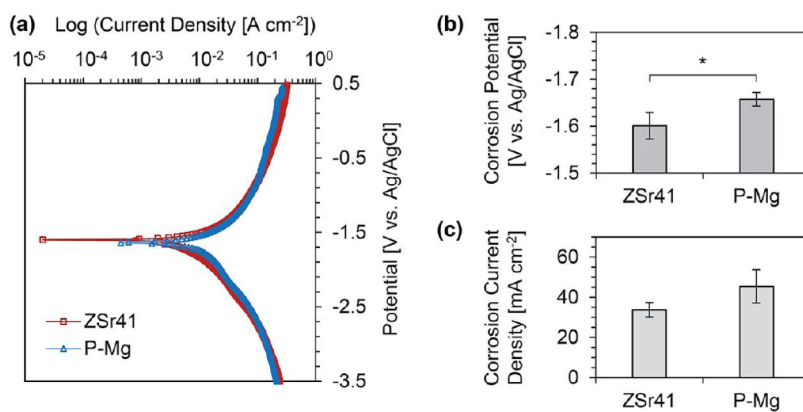 (a)
Log (Current Density [A cm-2])
10-5 10-4 10-3 10-2 10-1 100
0.5
-0.5
-1.5
-2.5
-3.5
Potential [V vs. Ag/AgCl]
ZSr41
P-Mg
(b)
Corrosion Potential
[V vs. Ag/AgCl]
-1.8
-1.7
-1.6
-1.5
*
ZSr41 P-Mg
(c)
Corrosion Current
Density [mA cm-2]
60
40
20
0
ZSr41 P-Mg